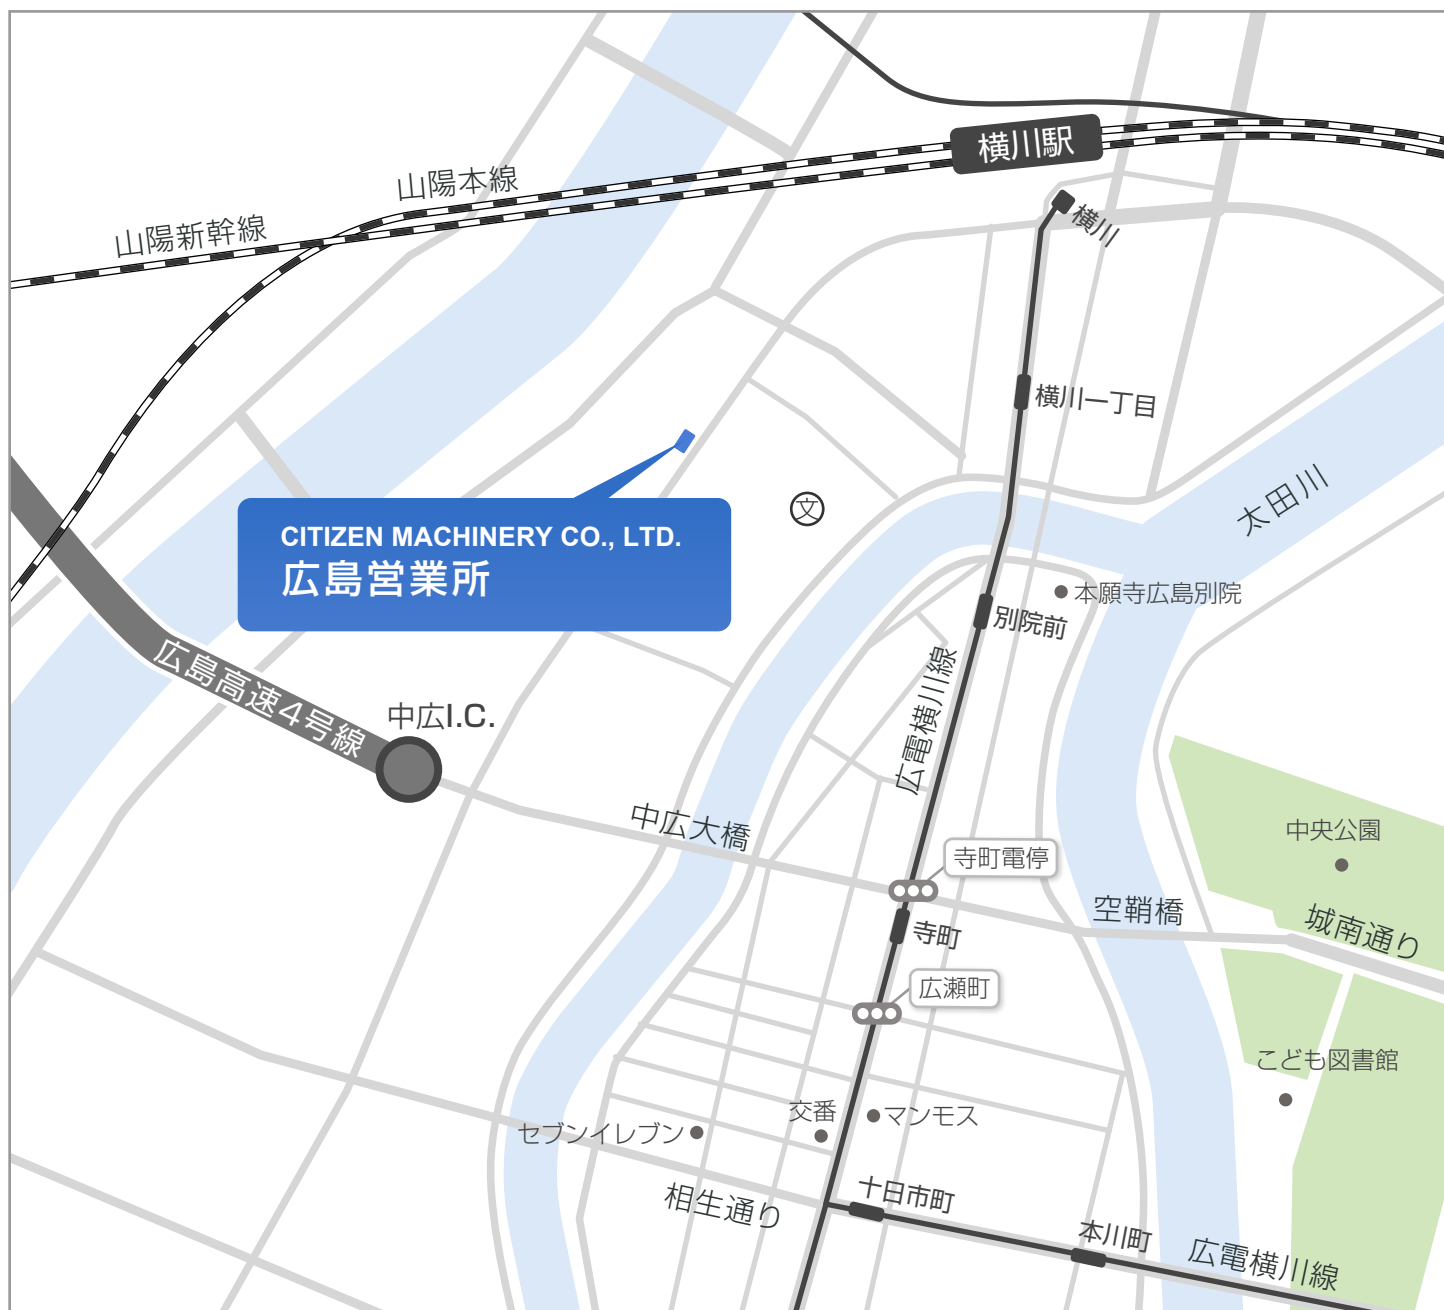 横川駅
山陽本線
山陽新幹線
横川
横川一丁目
太田川
文
CITIZEN MACHINERY CO., LTD.
広島営業所
本願寺広島別院
別院前
広島高速4号線
広電横川線
中広I.C.
中広大橋
中央公園
寺町電停
空鞘橋
城南通り
寺町
広瀬町
こども図書館
交番
マンモス
セブンイレブン
十日市町
相生通り
本川町
広電横川線